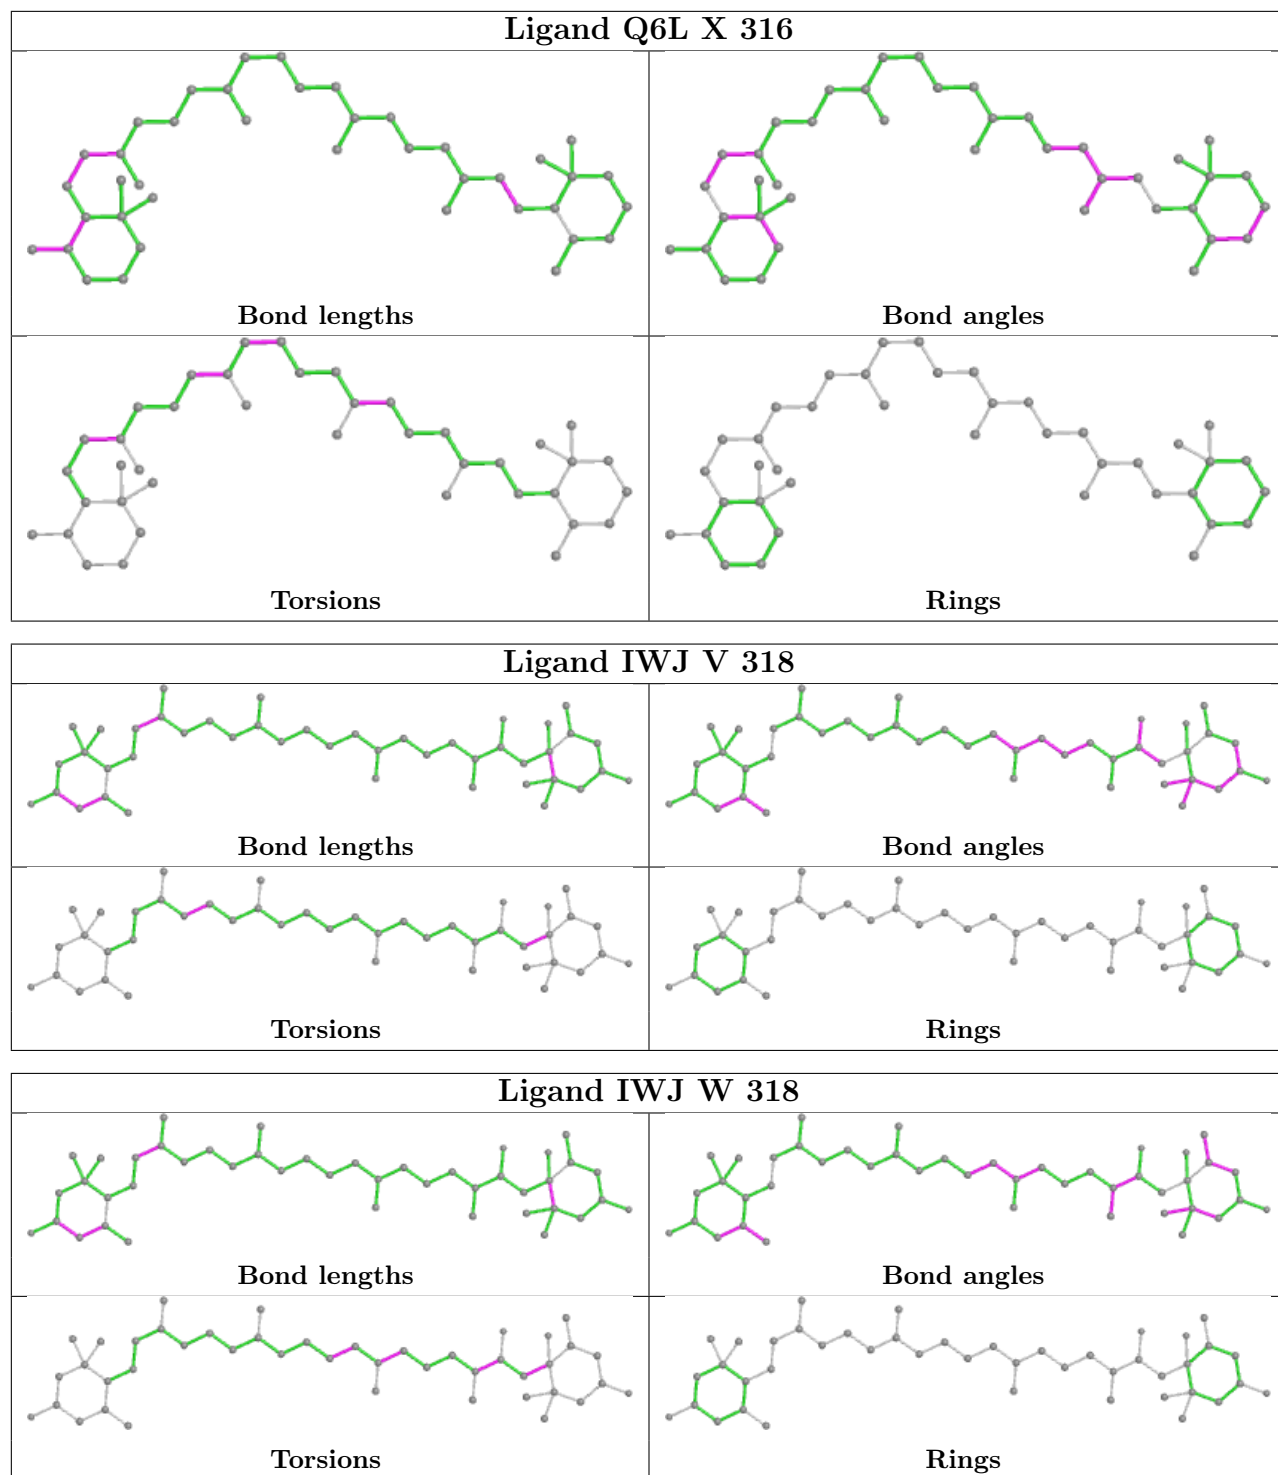 Ligand Q6L X 316
Bond lengths
Bond angles
Torsions
Rings
Ligand IWJ V 318
Bond lengths
Bond angles
Torsions
Rings
Ligand IWJ W 318
Bond lengths
Bond angles
Torsions
Rings